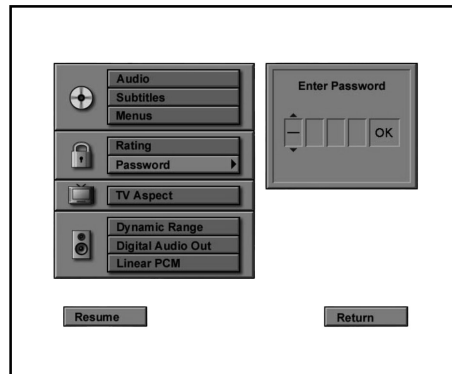 Audio
Subtitles
Menus
Rating
Password
TV Aspect
Dynamic Range
Digital Audio Out
Linear PCM
Enter Password
OK
Resume
Return